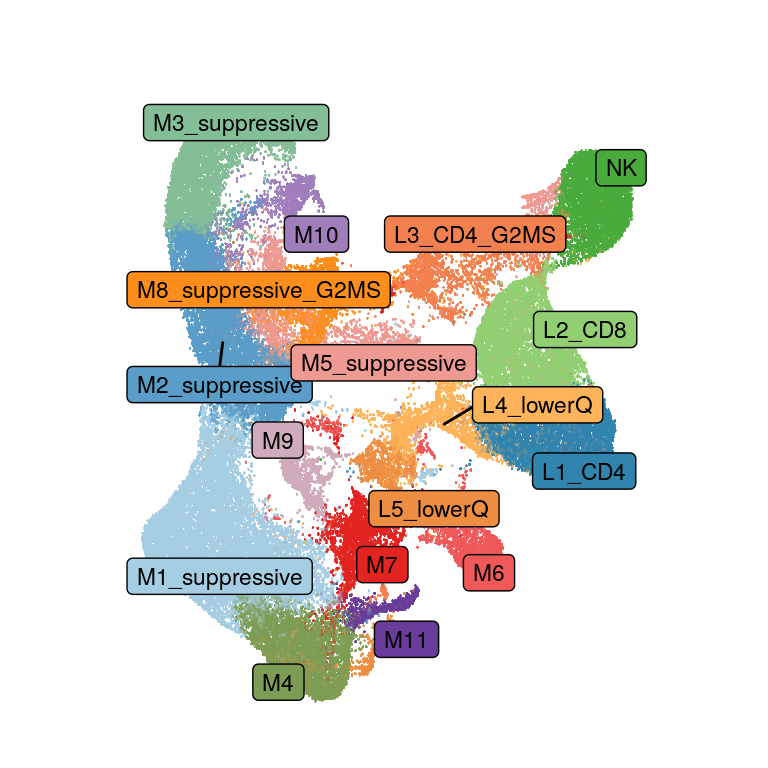 M3_suppressive
NK
M10
L3_CD4_G2MS
M8_suppressive_G2MS
L2_CD8
M5_suppressive
M2_suppressive
L4_lowerQ
M9
L1_CD4
L5_lowerQ
M7
M6
M1_suppressive
M11
M4